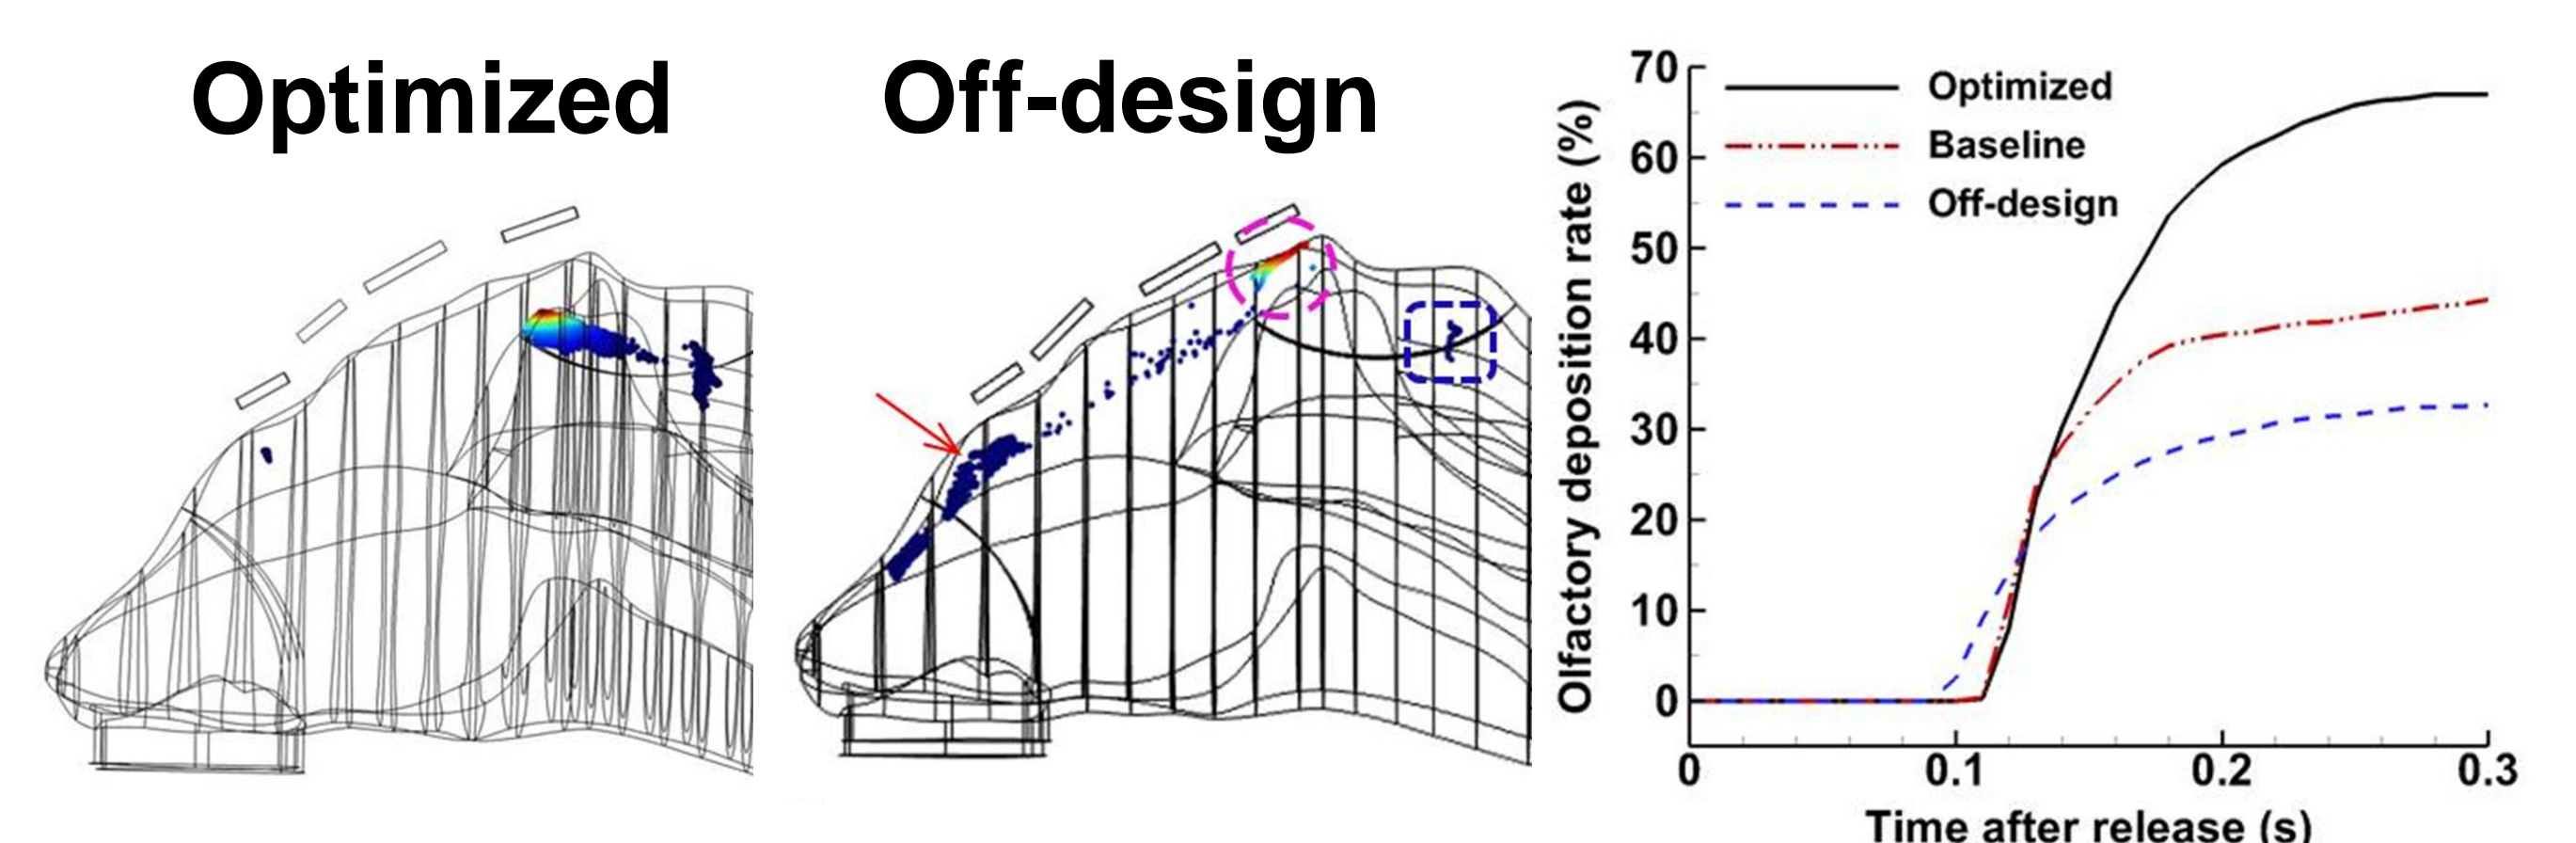 Optimized
Off-design
Olfactory deposition rate (%)
70
60
50
40
30
20
10
0
Optimized
Baseline
Off-design
0 0.1 0.2 0.3
Time after release (s)